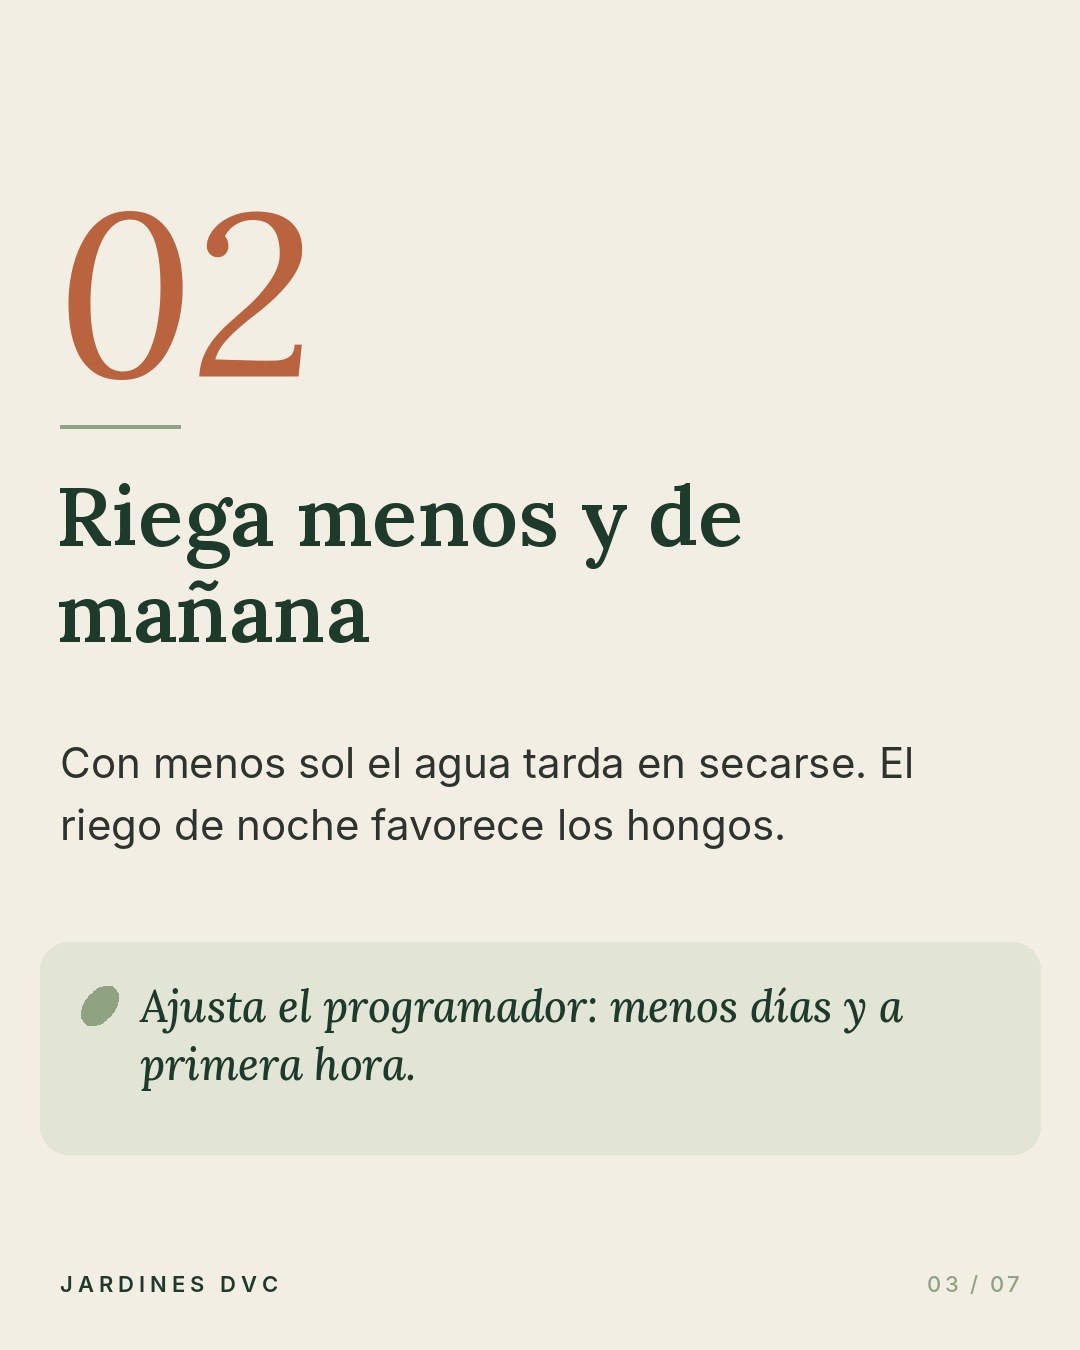 02
Riega menos y de
mañana
Con menos sol el agua tarda en secarse. El
riego de noche favorece los hongos.
Ajusta el programador: menos días y a
primera hora.
JARDINES DVC
03 / 07